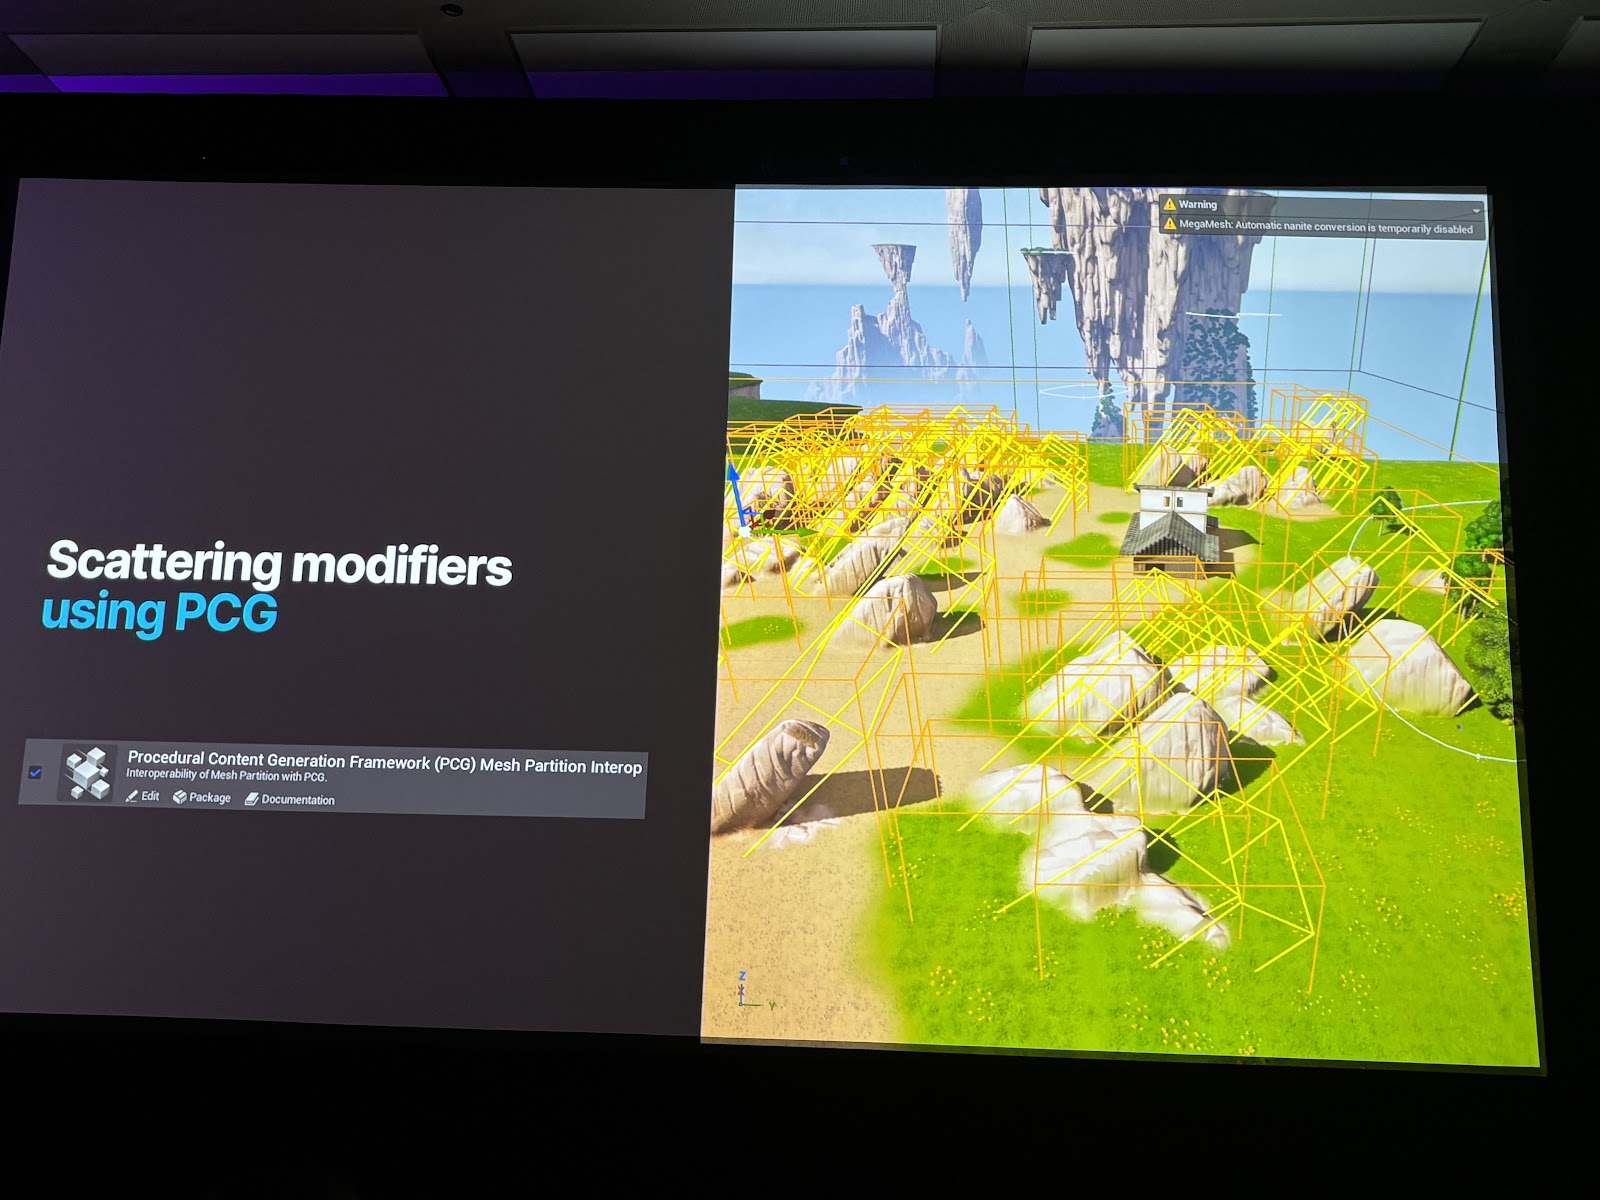 Scattering modifiers
using PCG
Procedural Content Generation Framework (PCG) Mesh Partition Interop
Interoperability of Mesh Partition with PCG.
Edit Package Documentation
Warning
MegaMesh: Automatic nanite conversion is temporarily disabled
Z
X
Y